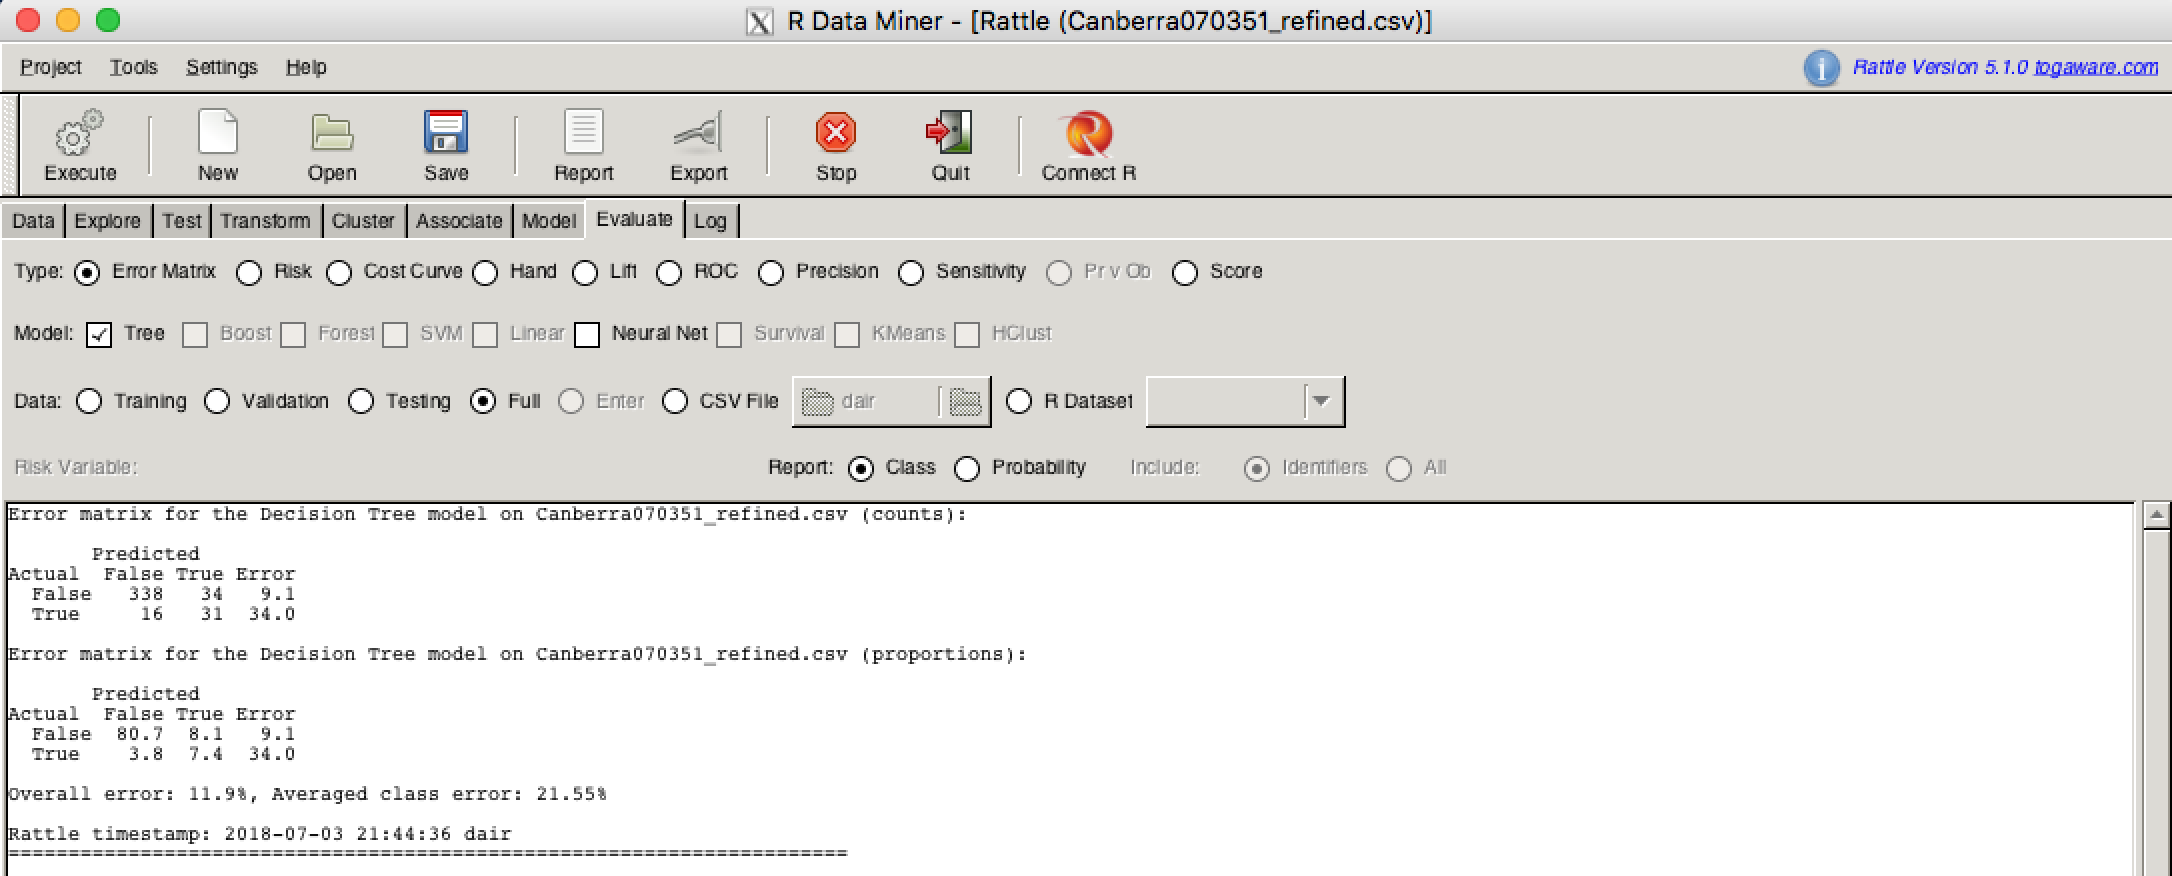 R Data Miner - [Rattle (Canberra070351_refined.csv)]
Project Tools Settings Help Rattle Version 5.1.0 togaware.com
Execute New Open Save Report Export Stop Quit Connect R
Data Explore Test Transform Cluster Associate Model Evaluate Log
Type: Error Matrix Risk Cost Curve Hand Lift ROC Precision Sensitivity Pr v Ob Score
Model: Tree Boost Forest SVM Linear Neural Net Survival KMeans HClust
Data: Training Validation Testing Full Enter CSV File dair R Dataset
Risk Variable: Report: Class Probability Include: Identifiers All
Error matrix for the Decision Tree model on Canberra070351_refined.csv (counts):
Predicted
Actual False True Error
False 338 34 9.1
True 16 31 34.0
Error matrix for the Decision Tree model on Canberra070351_refined.csv (proportions):
Predicted
Actual False True Error
False 80.7 8.1 9.1
True 3.8 7.4 34.0
Overall error: 11.9%, Averaged class error: 21.55%
Rattle timestamp: 2018-07-03 21:44:36 dair
======================================================================